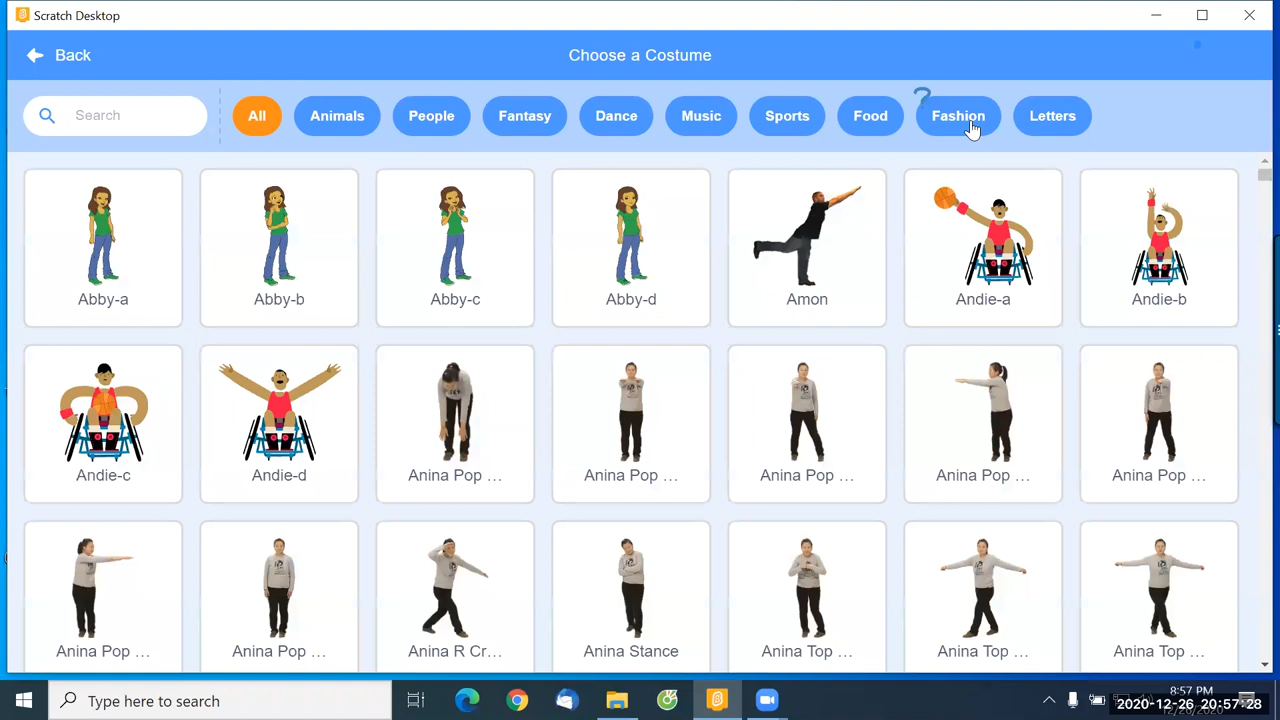 Scratch Desktop
Back
Choose a Costume
Search
All
Animals
People
Fantasy
Dance
Music
Sports
Food
?
Fashion
Letters
Abby-a
Abby-b
Abby-c
Abby-d
Amon
Andie-a
Andie-b
Andie-c
Andie-d
Anina Pop ...
Anina Pop ...
Anina Pop ...
Anina Pop ...
Anina Pop ...
Anina Pop ...
Anina Pop ...
Anina R Cr...
Anina Stance
Anina Top ...
Anina Top ...
Anina Top ...
Type here to search
8:57 PM
2020-12-26 20:57:28